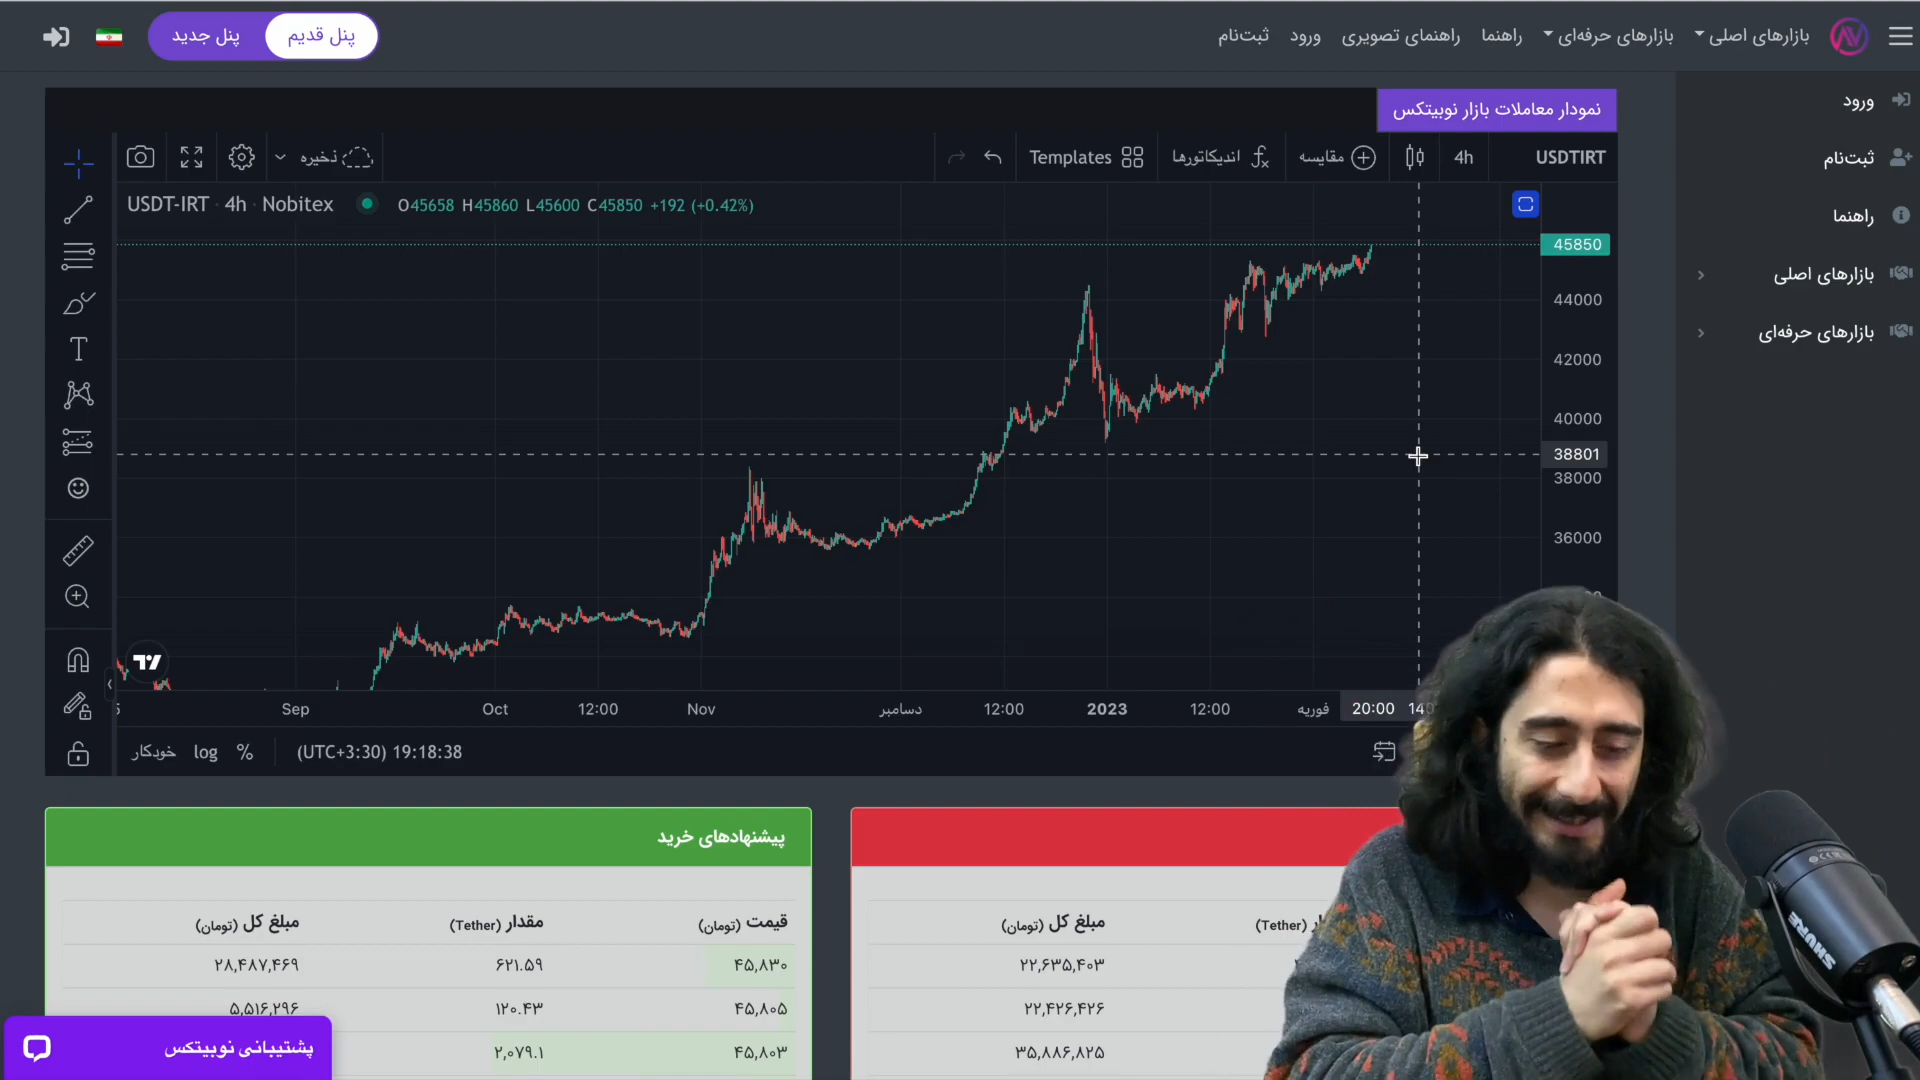 بازارهای اصلی
بازارهای حرفه‌ای
راهنما
راهنمای تصویری
ورود
ثبت‌نام
پنل قدیم
پنل جدید
ورود
ثبت‌نام
راهنما
بازارهای اصلی
بازارهای حرفه‌ای
نمودار معاملات بازار نوبیتکس
ذخیره
Templates
اندیکاتورها
مقایسه
4h
USDTIRT
USDT-IRT · 4h · Nobitex
O45658 H45860 L45600 C45850 +192 (+0.42%)
45850
44000
42000
40000
38801
38000
36000
Sep
Oct
12:00
Nov
دسامبر
12:00
2023
12:00
فوریه
20:00
خودکار
log
%
19:18:38 (UTC+3:30)
پیشنهادهای خرید
قیمت (تومان) مقدار (Tether) مبلغ کل (تومان)
۴۵,۸۳۰ ۶۲۱.۵۹ ۲۸,۴۸۷,۴۶۹
۴۵,۸۰۵ ۱۲۰.۴۳ ۵,۵۱۶,۲۹۶
۴۵,۸۰۳ ۲,۰۷۹.۱
(Tether) مبلغ کل (تومان)
۲۲,۶۳۵,۴۰۳
۲۲,۴۲۶,۴۲۶
۳۵,۸۸۶,۸۲۵
پشتیبانی نوبیتکس
SHURE